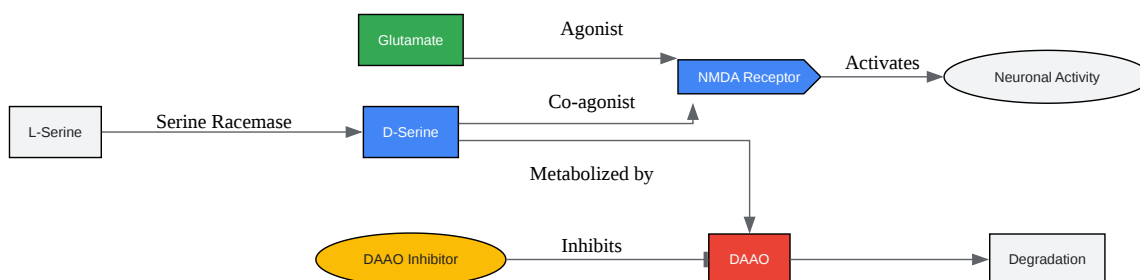 Glutamate
Agonist
NMDA Receptor
Activates
Neuronal Activity
Co-agonist
L-Serine
Serine Racemase
D-Serine
Metabolized by
DAAO Inhibitor
Inhibits
DAAO
Degradation